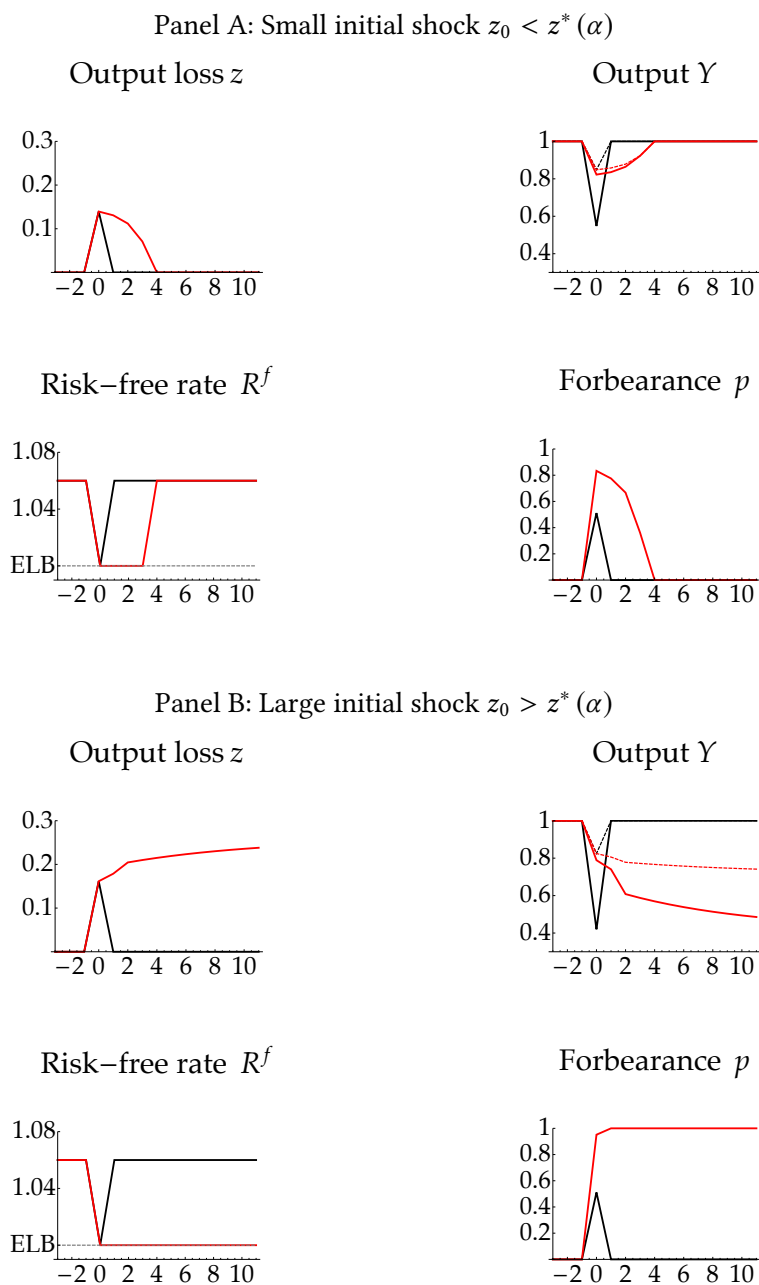 Panel A: Small initial shock z₀ < z* (α)
Output loss z
Output Y
0.3
0.2
0.1
−2 0 2 4 6 8 10
1
0.8
0.6
0.4
−2 0 2 4 6 8 10
Risk−free rate R^f
Forbearance p
1.08
1.04
ELB
−2 0 2 4 6 8 10
1
0.8
0.6
0.4
0.2
−2 0 2 4 6 8 10
Panel B: Large initial shock z₀ > z* (α)
Output loss z
Output Y
0.3
0.2
0.1
−2 0 2 4 6 8 10
1
0.8
0.6
0.4
−2 0 2 4 6 8 10
Risk−free rate R^f
Forbearance p
1.08
1.04
ELB
−2 0 2 4 6 8 10
1
0.8
0.6
0.4
0.2
−2 0 2 4 6 8 10